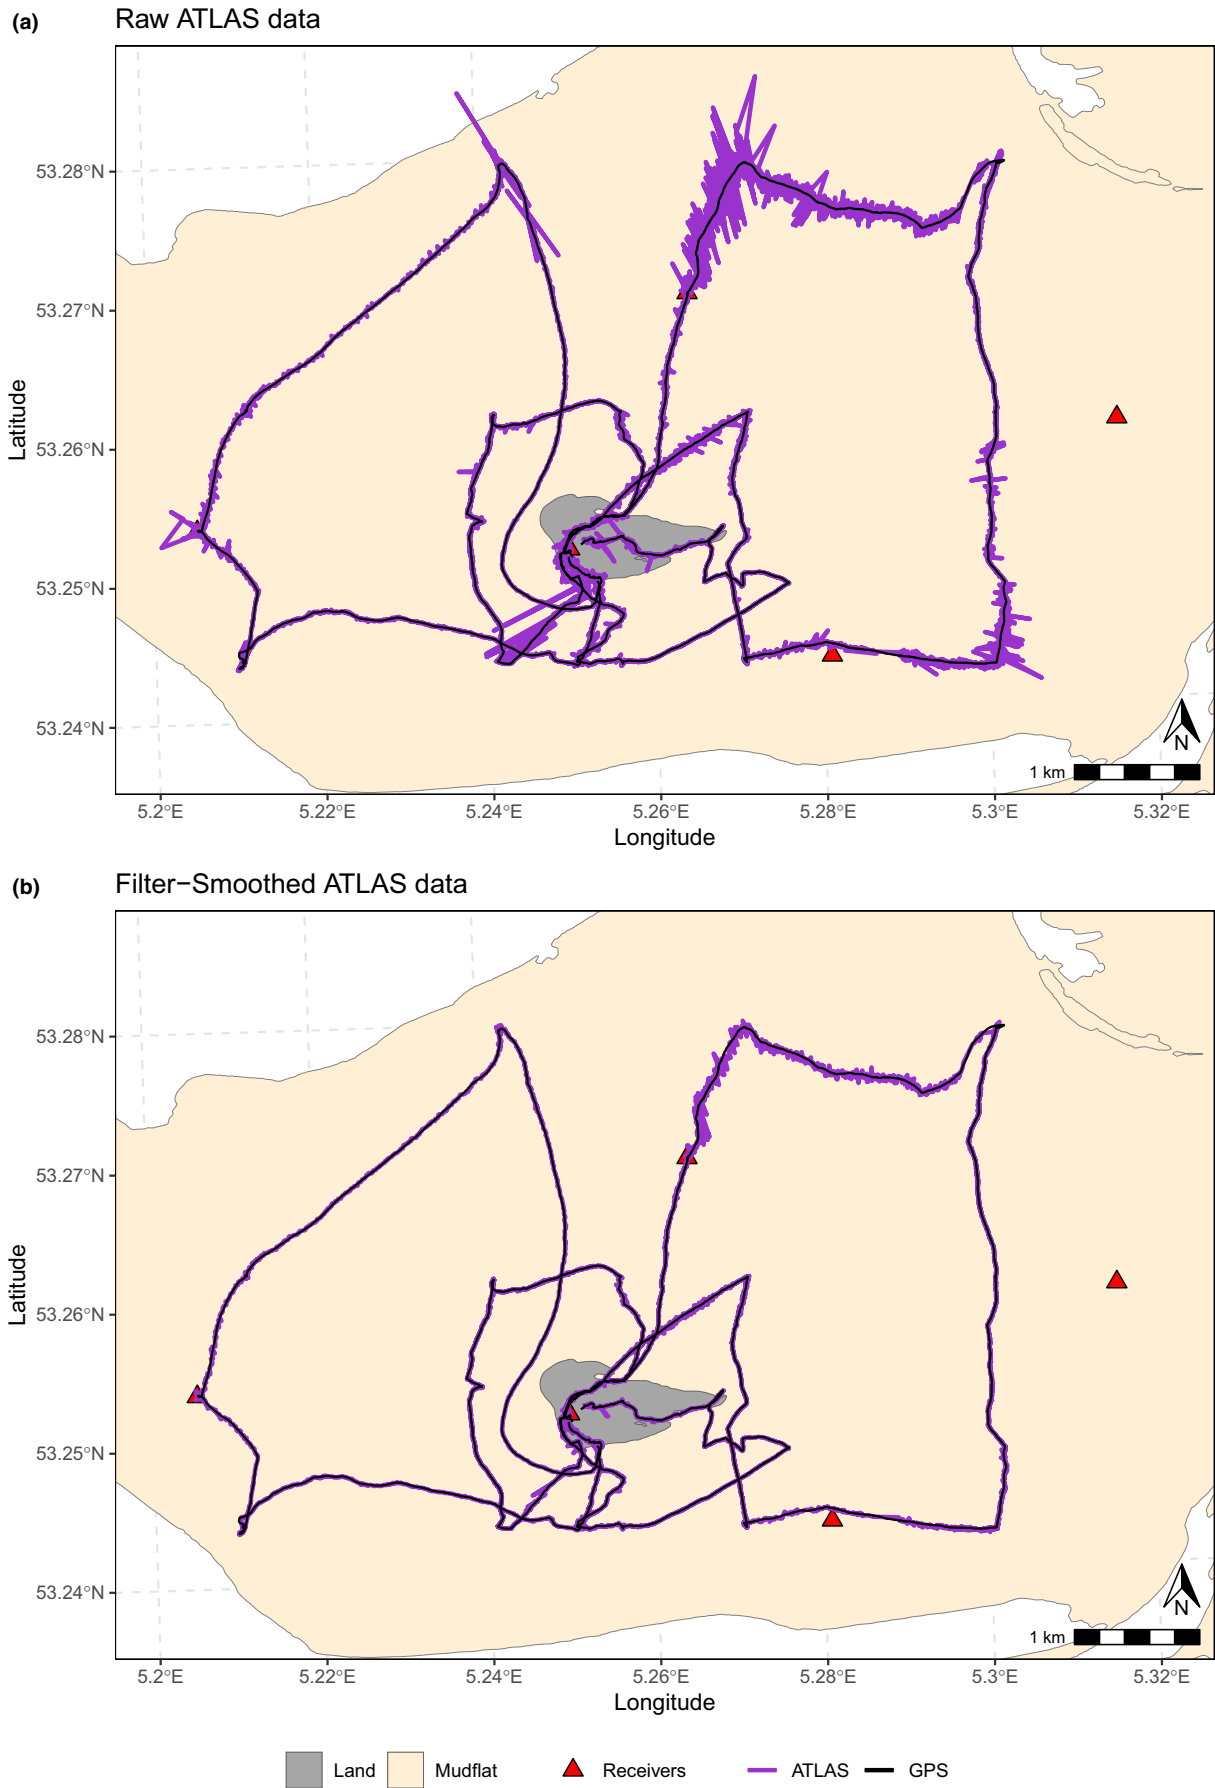 (a) Raw ATLAS data
53.28°N
53.27°N
53.26°N
53.25°N
53.24°N
Latitude
N
1 km
5.2°E 5.22°E 5.24°E 5.26°E 5.28°E 5.3°E 5.32°E
Longitude
(b) Filter−Smoothed ATLAS data
53.28°N
53.27°N
53.26°N
53.25°N
53.24°N
Latitude
N
1 km
5.2°E 5.22°E 5.24°E 5.26°E 5.28°E 5.3°E 5.32°E
Longitude
Land Mudflat Receivers ATLAS GPS